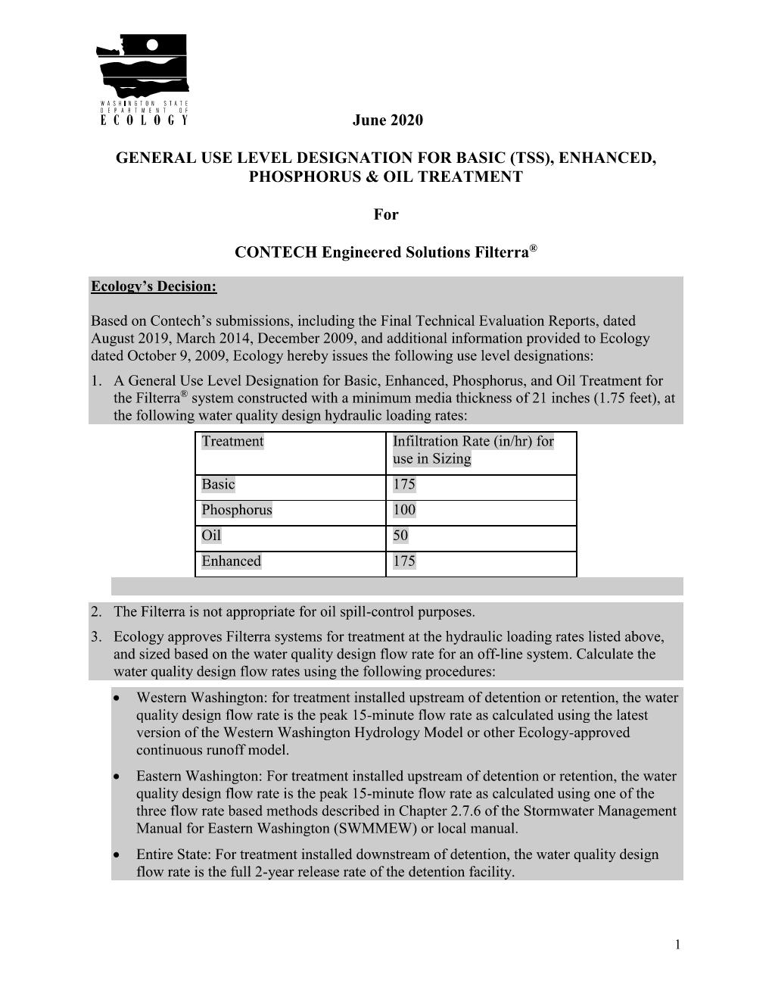 WASHINGTON STATE
DEPARTMENT OF
ECOLOGY
June 2020
GENERAL USE LEVEL DESIGNATION FOR BASIC (TSS), ENHANCED,
PHOSPHORUS & OIL TREATMENT
For
CONTECH Engineered Solutions Filterra®
Ecology’s Decision:
Based on Contech’s submissions, including the Final Technical Evaluation Reports, dated
August 2019, March 2014, December 2009, and additional information provided to Ecology
dated October 9, 2009, Ecology hereby issues the following use level designations:
1. A General Use Level Designation for Basic, Enhanced, Phosphorus, and Oil Treatment for
the Filterra® system constructed with a minimum media thickness of 21 inches (1.75 feet), at
the following water quality design hydraulic loading rates:
Treatment Infiltration Rate (in/hr) for
use in Sizing
Basic 175
Phosphorus 100
Oil 50
Enhanced 175
2. The Filterra is not appropriate for oil spill-control purposes.
3. Ecology approves Filterra systems for treatment at the hydraulic loading rates listed above,
and sized based on the water quality design flow rate for an off-line system. Calculate the
water quality design flow rates using the following procedures:
• Western Washington: for treatment installed upstream of detention or retention, the water
quality design flow rate is the peak 15-minute flow rate as calculated using the latest
version of the Western Washington Hydrology Model or other Ecology-approved
continuous runoff model.
• Eastern Washington: For treatment installed upstream of detention or retention, the water
quality design flow rate is the peak 15-minute flow rate as calculated using one of the
three flow rate based methods described in Chapter 2.7.6 of the Stormwater Management
Manual for Eastern Washington (SWMMEW) or local manual.
• Entire State: For treatment installed downstream of detention, the water quality design
flow rate is the full 2-year release rate of the detention facility.
1